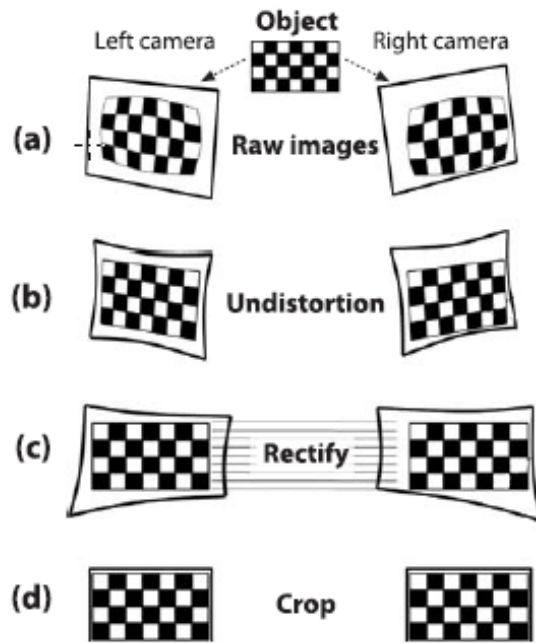 Object
Left camera
Right camera
(a)
Raw images
(b)
Undistortion
(c)
Rectify
(d)
Crop